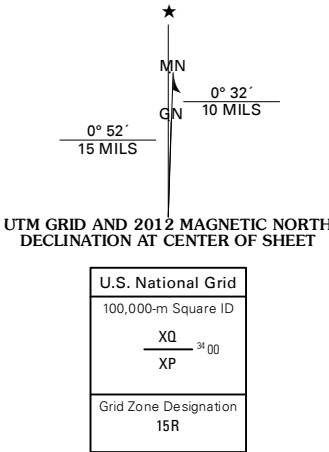 ★
MN
GN
0° 32´
10 MILS
0° 52´
15 MILS
UTM GRID AND 2012 MAGNETIC NORTH
DECLINATION AT CENTER OF SHEET
U.S. National Grid
100,000-m Square ID
XQ
34 00
XP
Grid Zone Designation
15R